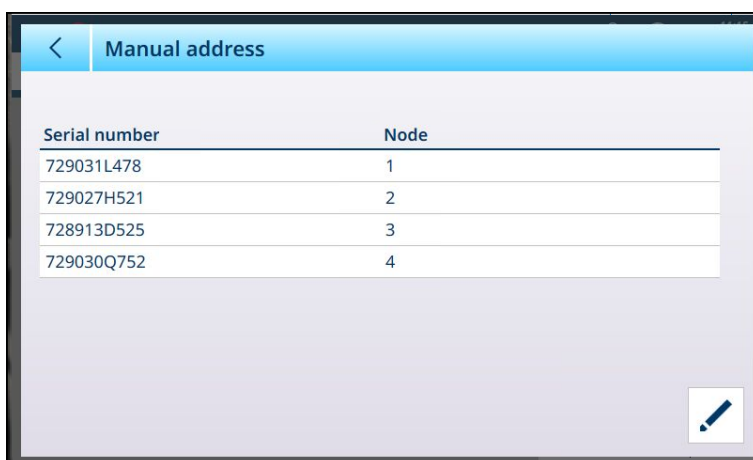 Manual address
Serial number Node
729031L478 1
729027H521 2
728913D525 3
729030Q752 4